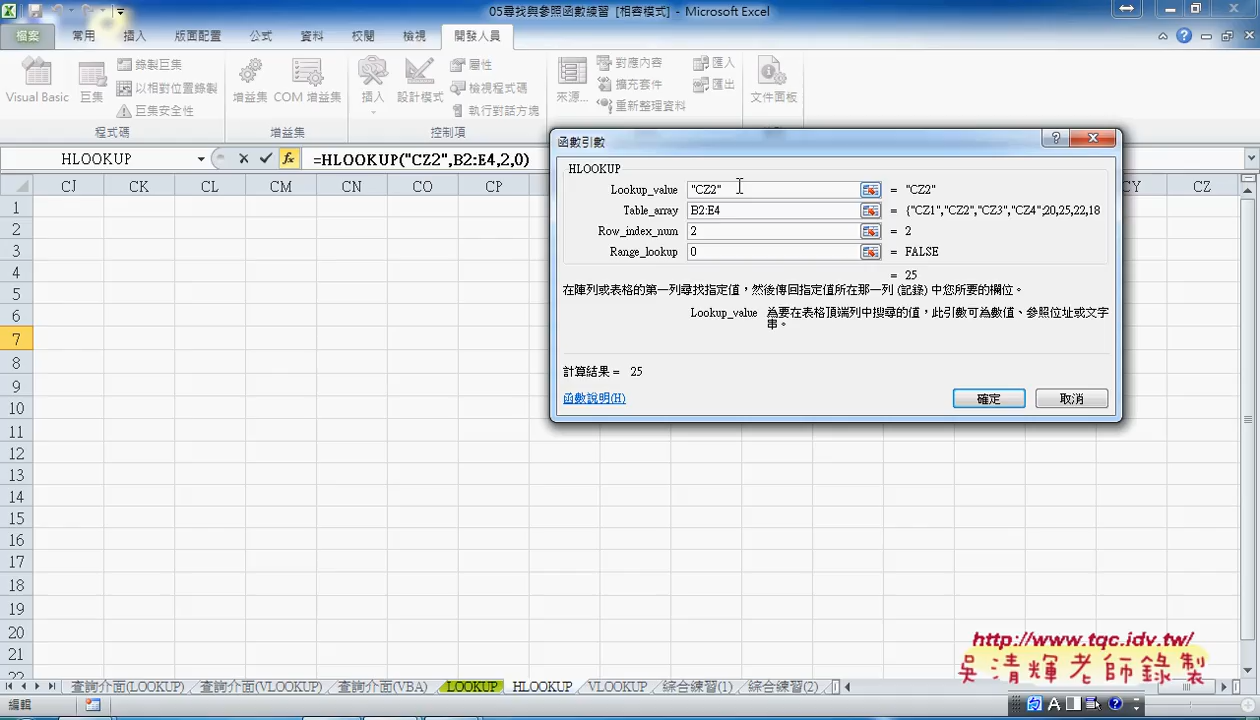 05尋找與參照函數練習 [相容模式] - Microsoft Excel
檔案 常用 插入 版面配置 公式 資料 校閱 檢視 開發人員
Visual Basic 巨集 錄製巨集 以相對位置錄製 巨集安全性 增益集 COM 增益集 插入 設計模式 屬性 檢視程式碼 執行對話方塊 來源... 對應內容 擴充套件 重新整理資料 匯入 匯出 文件面板
程式碼 增益集 控制項
HLOOKUP =HLOOKUP("CZ2",B2:E4,2,0)
CJ CK CL CM CN CO CP CY CZ
函數引數
HLOOKUP
Lookup_value "CZ2" = "CZ2"
Table_array B2:E4 = {"CZ1","CZ2","CZ3","CZ4";20,25,22,18
Row_index_num 2 = 2
Range_lookup 0 = FALSE
= 25
在陣列或表格的第一列尋找指定值，然後傳回指定值所在那一列 (記錄) 中您所要的欄位。
Lookup_value 為要在表格頂端列中搜尋的值，此引數可為數值、參照位址或文字
串。
計算結果 = 25
函數說明(H) 確定 取消
1
2
3
4
5
6
7
8
9
10
11
12
13
14
15
16
17
18
19
20
21
22
http://www.tqc.idv.tw/
吳清輝老師錄製
查詢介面(LOOKUP) 查詢介面(VLOOKUP) 查詢介面(VBA) LOOKUP HLOOKUP VLOOKUP 綜合練習(1) 綜合練習(2)
編輯